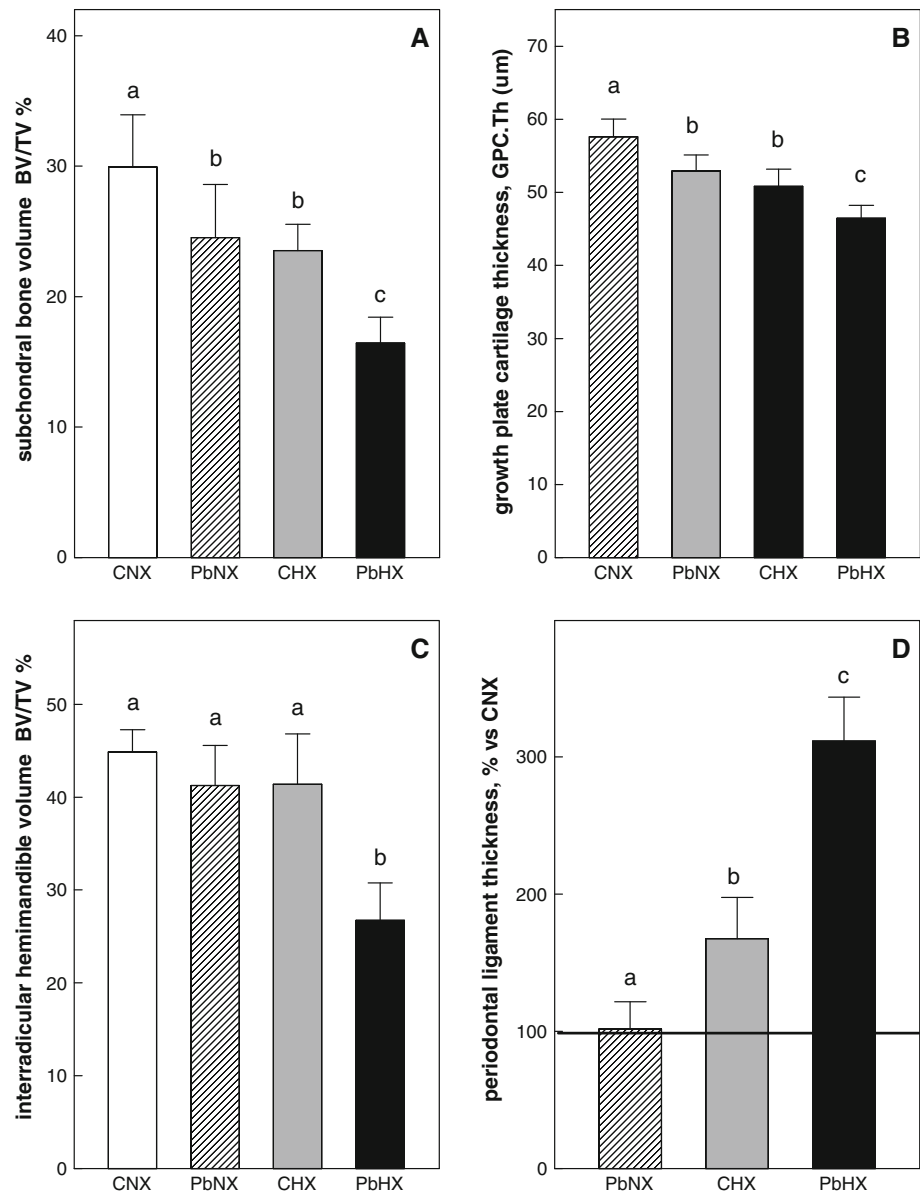 A
subchondral bone volume BV/TV %
40
30
20
10
0
a
b
b
c
CNX PbNX CHX PbHX
B
growth plate cartilage thickness, GPC.Th (um)
70
60
50
40
30
20
10
0
a
b
b
c
CNX PbNX CHX PbHX
C
interradicular hemimandible volume BV/TV %
50
40
30
20
10
0
a
a
a
b
CNX PbNX CHX PbHX
D
periodontal ligament thickness, % vs CNX
300
200
100
0
a
b
c
PbNX CHX PbHX